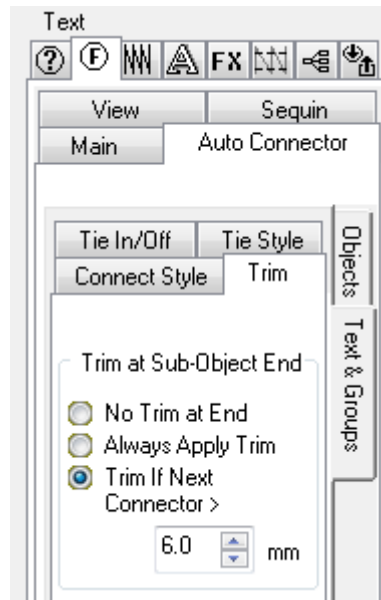 Text
? F A FX
View Sequin
Main Auto Connector
Tie In/Off Tie Style
Connect Style Trim
Objects
Text & Groups
Trim at Sub-Object End
No Trim at End
Always Apply Trim
Trim If Next
Connector >
6.0 mm